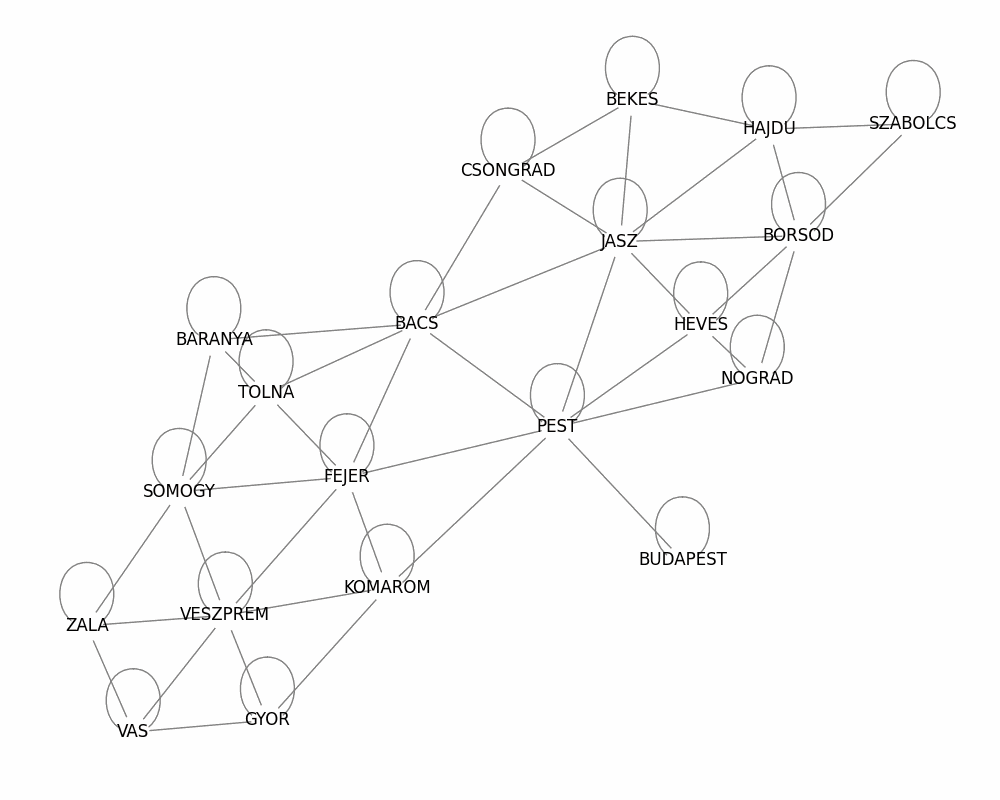 BEKES
SZABOLCS
HAJDU
CSONGRAD
BORSOD
JASZ
BACS
HEVES
BARANYA
NOGRAD
TOLNA
PEST
FEJER
SOMOGY
BUDAPEST
KOMAROM
VESZPREM
ZALA
GYOR
VAS